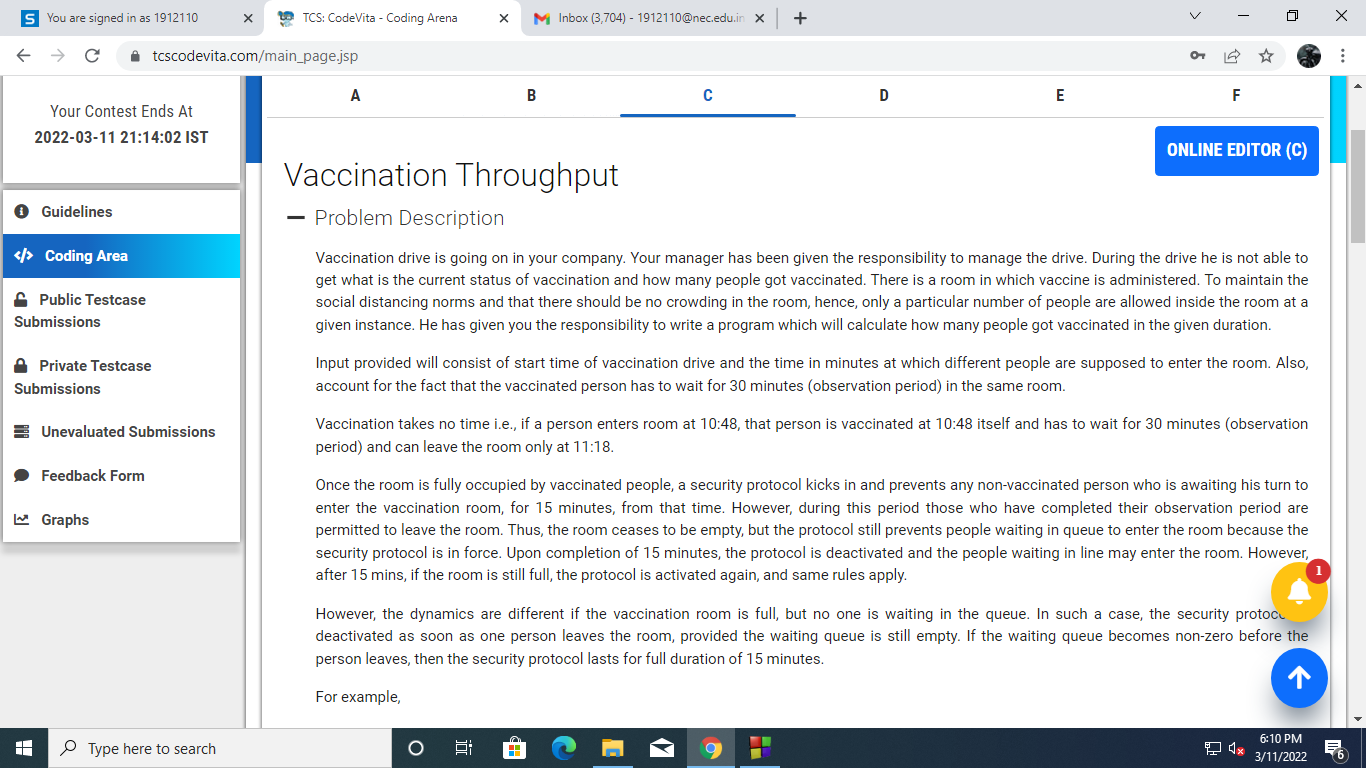 You are signed in as 1912110
TCS: CodeVita - Coding Arena
Inbox (3,704) - 1912110@nec.edu.in
tcscodevita.com/main_page.jsp
Your Contest Ends At
2022-03-11 21:14:02 IST
Guidelines
Coding Area
Public Testcase
Submissions
Private Testcase
Submissions
Unevaluated Submissions
Feedback Form
Graphs
A B C D E F
ONLINE EDITOR (C)
Vaccination Throughput
Problem Description
Vaccination drive is going on in your company. Your manager has been given the responsibility to manage the drive. During the drive he is not able to
get what is the current status of vaccination and how many people got vaccinated. There is a room in which vaccine is administered. To maintain the
social distancing norms and that there should be no crowding in the room, hence, only a particular number of people are allowed inside the room at a
given instance. He has given you the responsibility to write a program which will calculate how many people got vaccinated in the given duration.
Input provided will consist of start time of vaccination drive and the time in minutes at which different people are supposed to enter the room. Also,
account for the fact that the vaccinated person has to wait for 30 minutes (observation period) in the same room.
Vaccination takes no time i.e., if a person enters room at 10:48, that person is vaccinated at 10:48 itself and has to wait for 30 minutes (observation
period) and can leave the room only at 11:18.
Once the room is fully occupied by vaccinated people, a security protocol kicks in and prevents any non-vaccinated person who is awaiting his turn to
enter the vaccination room, for 15 minutes, from that time. However, during this period those who have completed their observation period are
permitted to leave the room. Thus, the room ceases to be empty, but the protocol still prevents people waiting in queue to enter the room because the
security protocol is in force. Upon completion of 15 minutes, the protocol is deactivated and the people waiting in line may enter the room. However,
after 15 mins, if the room is still full, the protocol is activated again, and same rules apply.
However, the dynamics are different if the vaccination room is full, but no one is waiting in the queue. In such a case, the security protoc
deactivated as soon as one person leaves the room, provided the waiting queue is still empty. If the waiting queue becomes non-zero before the
person leaves, then the security protocol lasts for full duration of 15 minutes.
For example,
1
Type here to search
6:10 PM
3/11/2022
6